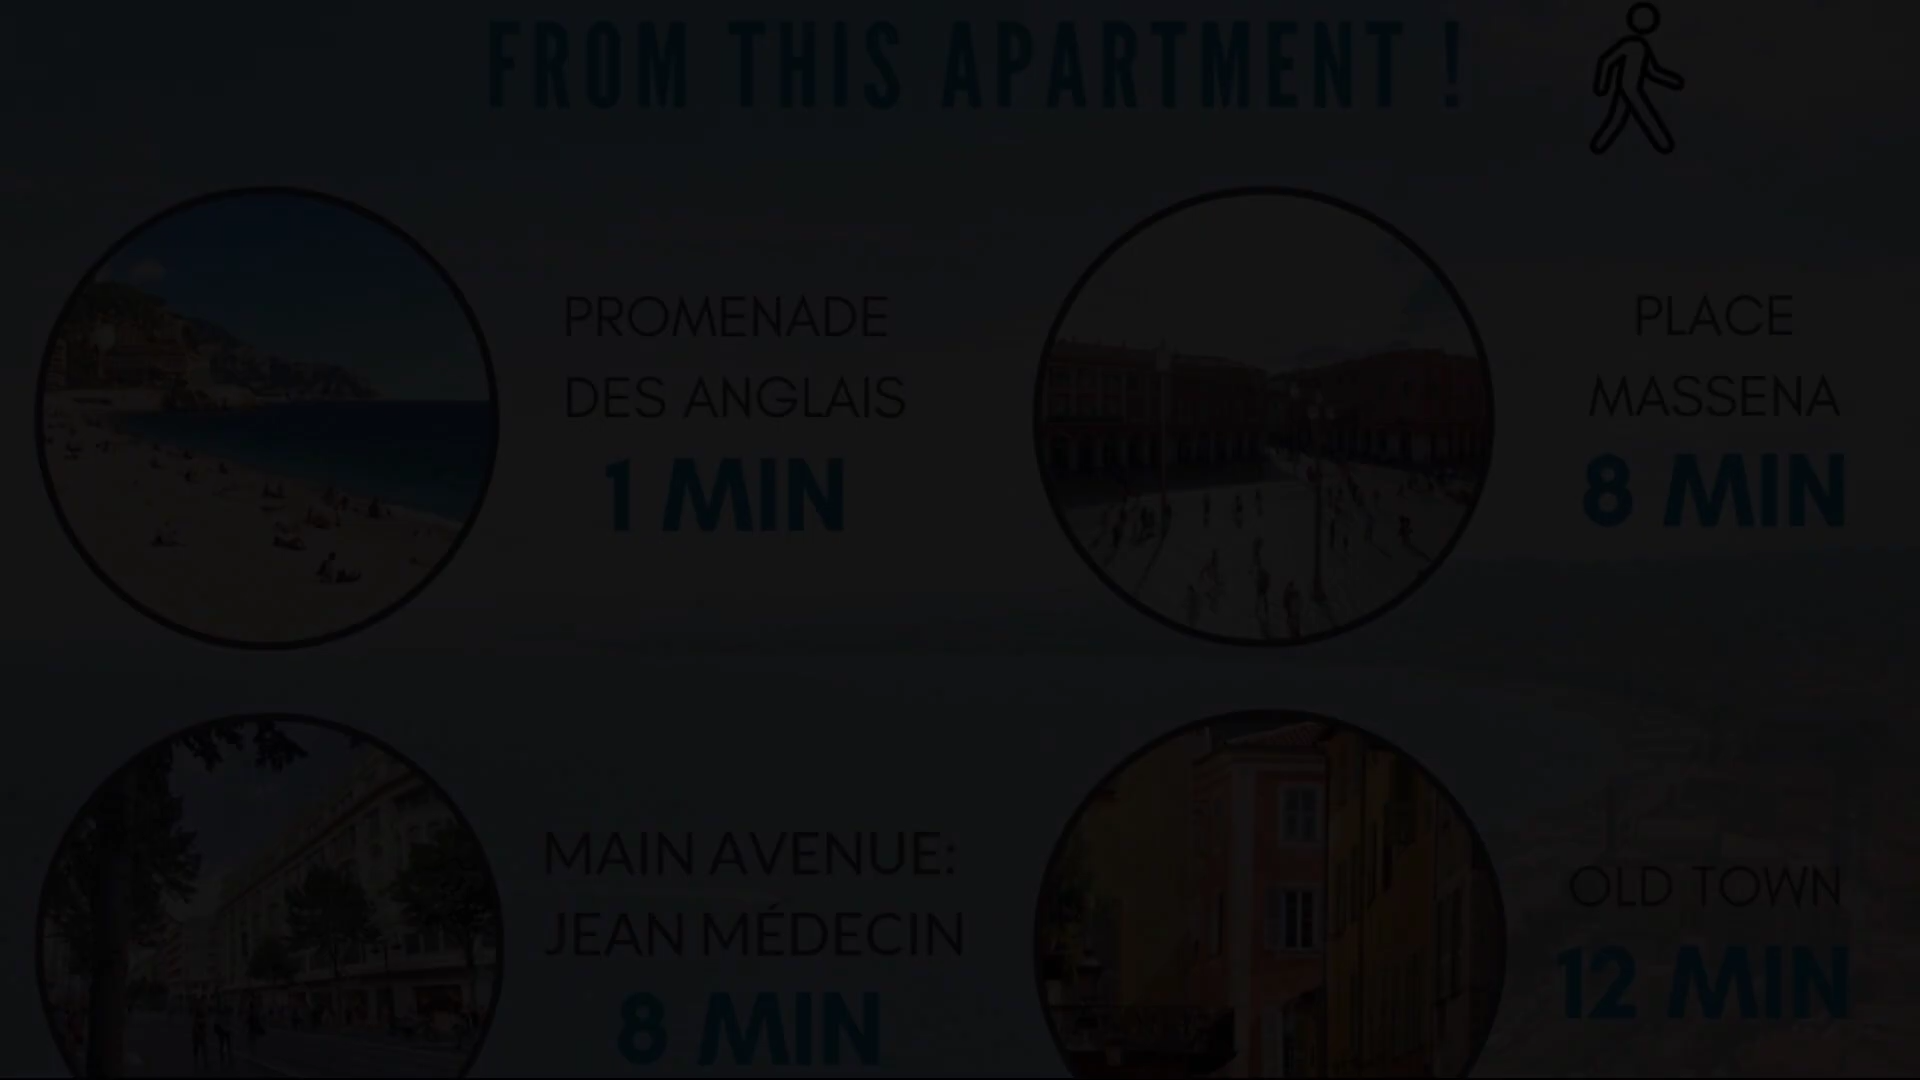 FROM THIS APARTMENT !
PROMENADE
DES ANGLAIS
1 MIN
PLACE
MASSENA
8 MIN
MAIN AVENUE:
JEAN MÉDECIN
8 MIN
OLD TOWN
12 MIN